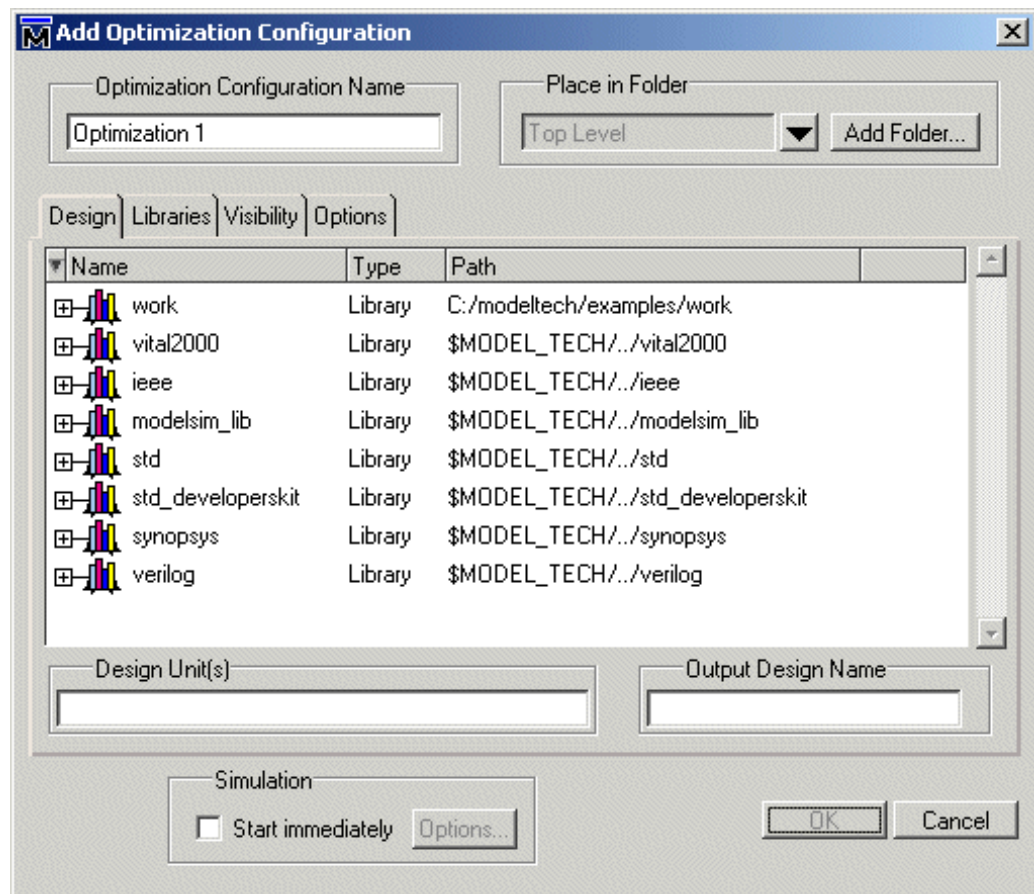 Add Optimization Configuration
Optimization Configuration Name
Place in Folder
Optimization 1
Top Level
Add Folder...
Design Libraries Visibility Options
Name Type Path
work Library C:/modeltech/examples/work
vital2000 Library $MODEL_TECH/../vital2000
ieee Library $MODEL_TECH/../ieee
modelsim_lib Library $MODEL_TECH/../modelsim_lib
std Library $MODEL_TECH/../std
std_developerskit Library $MODEL_TECH/../std_developerskit
synopsys Library $MODEL_TECH/../synopsys
verilog Library $MODEL_TECH/../verilog
Design Unit(s)
Output Design Name
Simulation
Start immediately Options...
OK Cancel